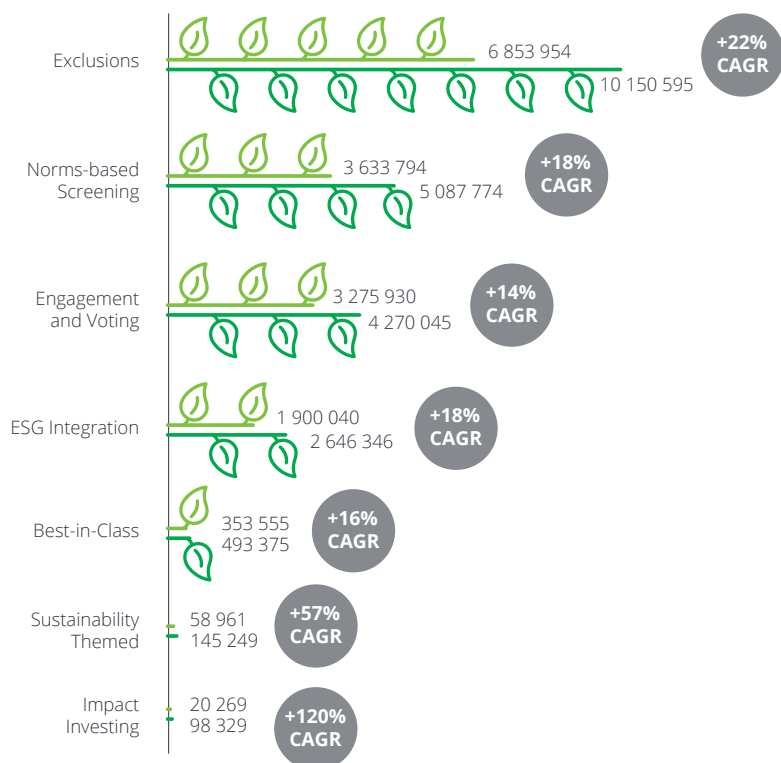 Exclusions
6 853 954
10 150 595
+22%
CAGR
Norms-based
Screening
3 633 794
5 087 774
+18%
CAGR
Engagement
and Voting
3 275 930
4 270 045
+14%
CAGR
ESG Integration
1 900 040
2 646 346
+18%
CAGR
Best-in-Class
353 555
493 375
+16%
CAGR
Sustainability
Themed
58 961
145 249
+57%
CAGR
Impact
Investing
20 269
98 329
+120%
CAGR